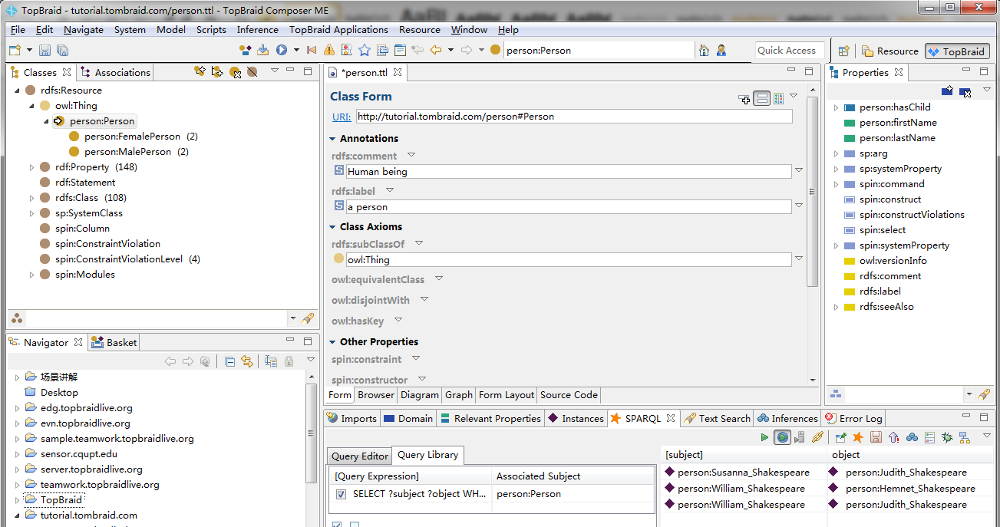 TopBraid - tutorial.tombraid.com/person.ttl - TopBraid Composer ME
File Edit Navigate System Model Scripts Inference TopBraid Applications Resource Window Help
person:Person
Quick Access
Resource
TopBraid
Classes
Associations
rdfs:Resource
owl:Thing
person:Person
person:FemalePerson (2)
person:MalePerson (2)
rdf:Property (148)
rdf:Statement
rdfs:Class (108)
sp:SystemClass
spin:Column
spin:ConstraintViolation
spin:ConstraintViolationLevel (4)
spin:Modules
Navigator
Basket
场景讲解
Desktop
edg.topbraidlive.org
evn.topbraidlive.org
sample.teamwork.topbraidlive.org
sensor.cqupt.edu
server.topbraidlive.org
teamwork.topbraidlive.org
TopBraid
tutorial.tombraid.com
*person.ttl
Class Form
URI: http://tutorial.tombraid.com/person#Person
Annotations
rdfs:comment
S Human being
rdfs:label
S a person
Class Axioms
rdfs:subClassOf
owl:Thing
owl:equivalentClass
owl:disjointWith
owl:hasKey
Other Properties
spin:constraint
spin:constructor
Form Browser Diagram Graph Form Layout Source Code
Imports Domain Relevant Properties Instances SPARQL Text Search Inferences Error Log
Query Editor Query Library
[Query Expression] Associated Subject
SELECT ?subject ?object WH... person:Person
[subject] object
person:Susanna_Shakespeare person:Judith_Shakespeare
person:William_Shakespeare person:Hemnet_Shakespeare
person:William_Shakespeare person:Judith_Shakespeare
Properties
person:hasChild
person:firstName
person:lastName
sp:arg
sp:systemProperty
spin:command
spin:construct
spin:constructViolations
spin:select
spin:systemProperty
owl:versionInfo
rdfs:comment
rdfs:label
rdfs:seeAlso